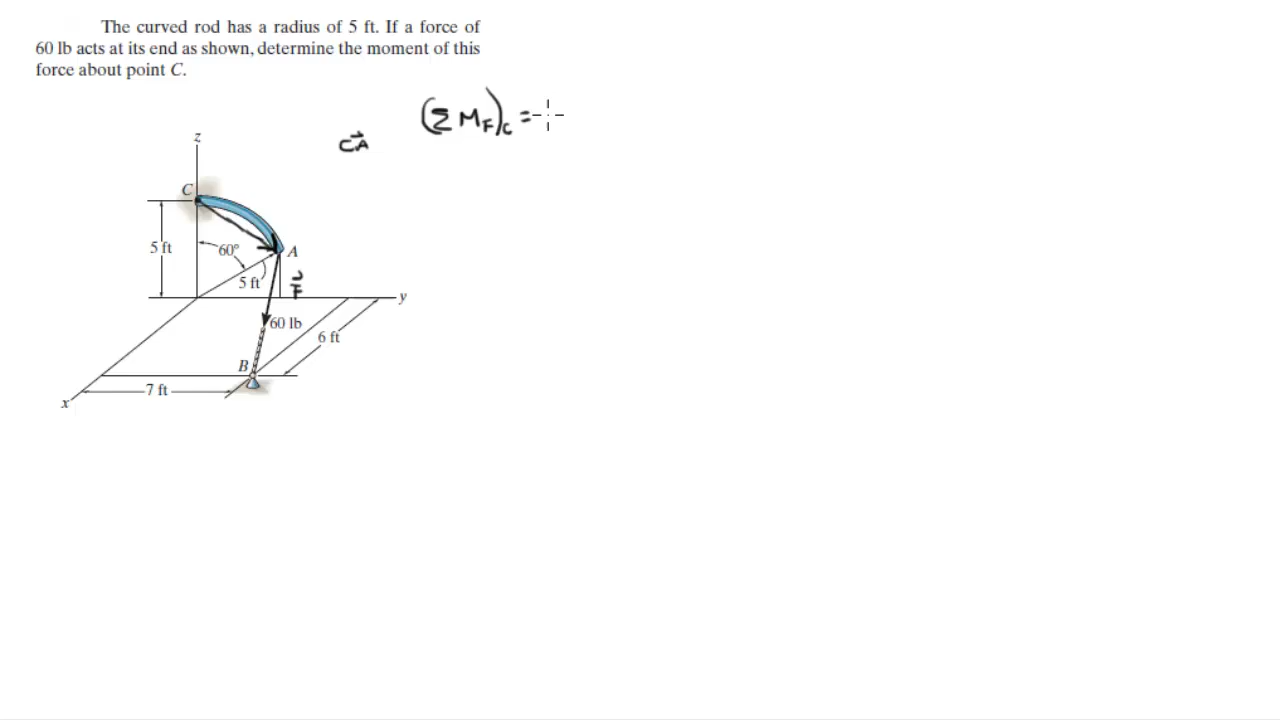 The curved rod has a radius of 5 ft. If a force of
60 lb acts at its end as shown, determine the moment of this
force about point C.
(Σ M_F)_C =
CA
z
C
5 ft
60°
A
5 ft
F
y
60 lb
6 ft
B
7 ft
x